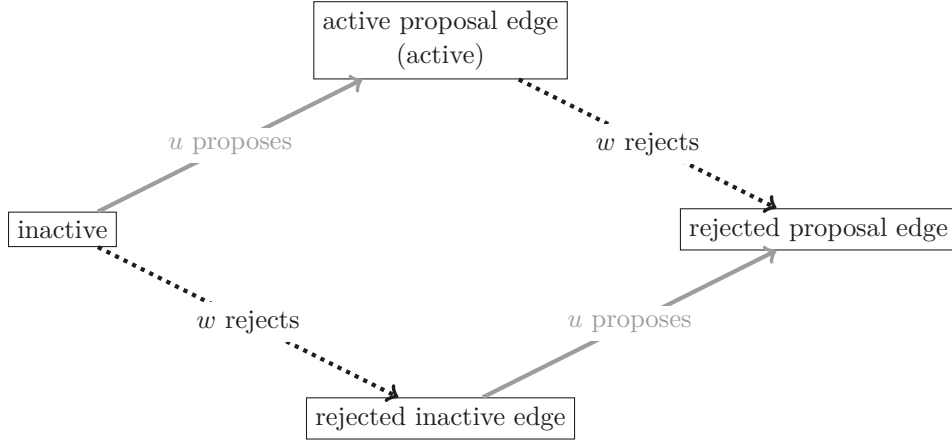 active proposal edge
(active)
u proposes
w rejects
inactive
rejected proposal edge
w rejects
u proposes
rejected inactive edge